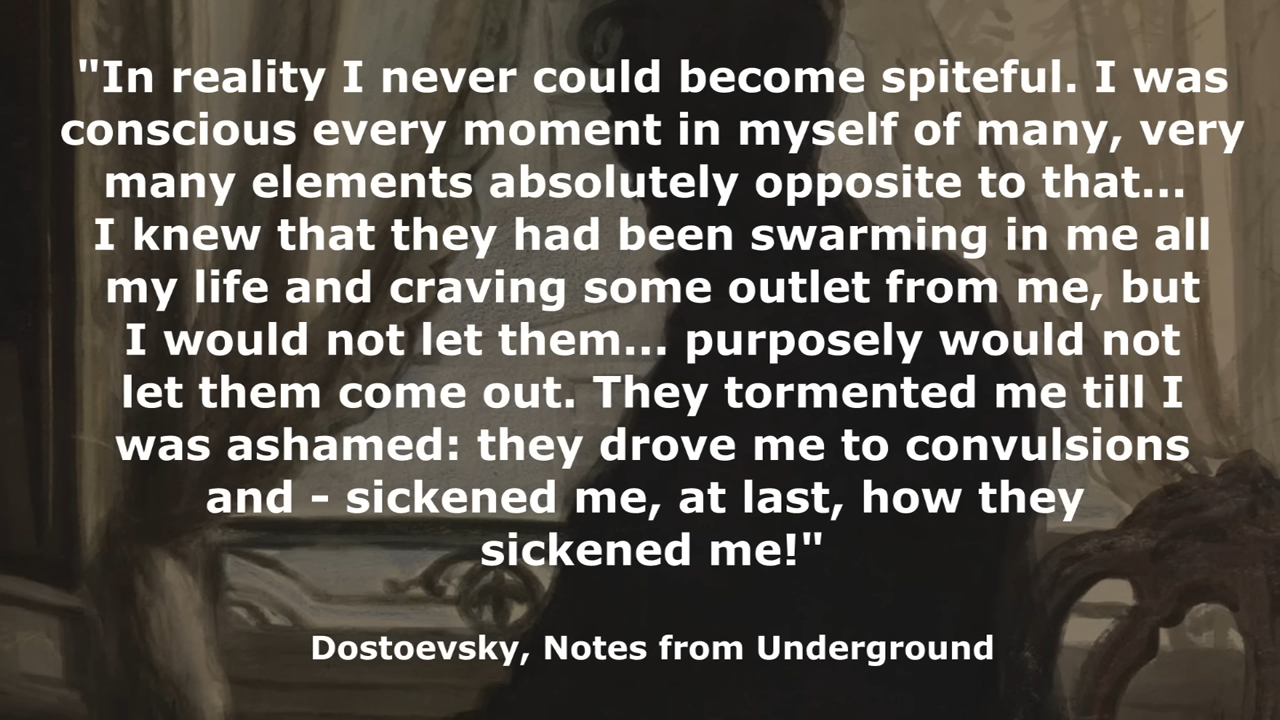 "In reality I never could become spiteful. I was
conscious every moment in myself of many, very
many elements absolutely opposite to that...
I knew that they had been swarming in me all
my life and craving some outlet from me, but
I would not let them... purposely would not
let them come out. They tormented me till I
was ashamed: they drove me to convulsions
and - sickened me, at last, how they
sickened me!"
Dostoevsky, Notes from Underground